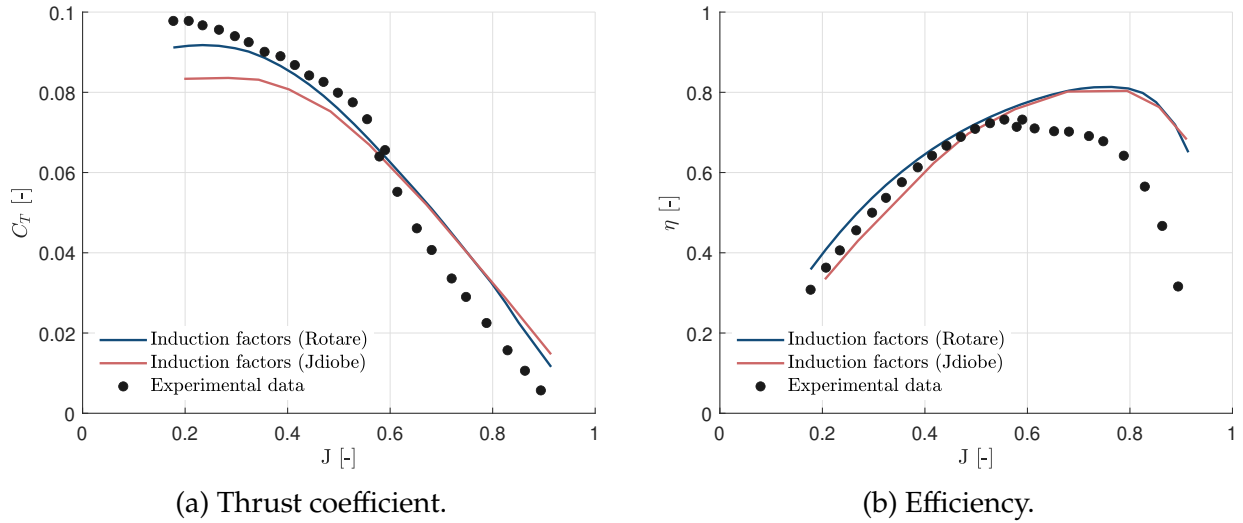 0.1
0.08
0.06
0.04
0.02
0
C_T [-]
Induction factors (Rotare)
Induction factors (Jdiobe)
Experimental data
0 0.2 0.4 0.6 0.8 1
J [-]
(a) Thrust coefficient.
1
0.8
0.6
0.4
0.2
0
η [-]
Induction factors (Rotare)
Induction factors (Jdiobe)
Experimental data
0 0.2 0.4 0.6 0.8 1
J [-]
(b) Efficiency.